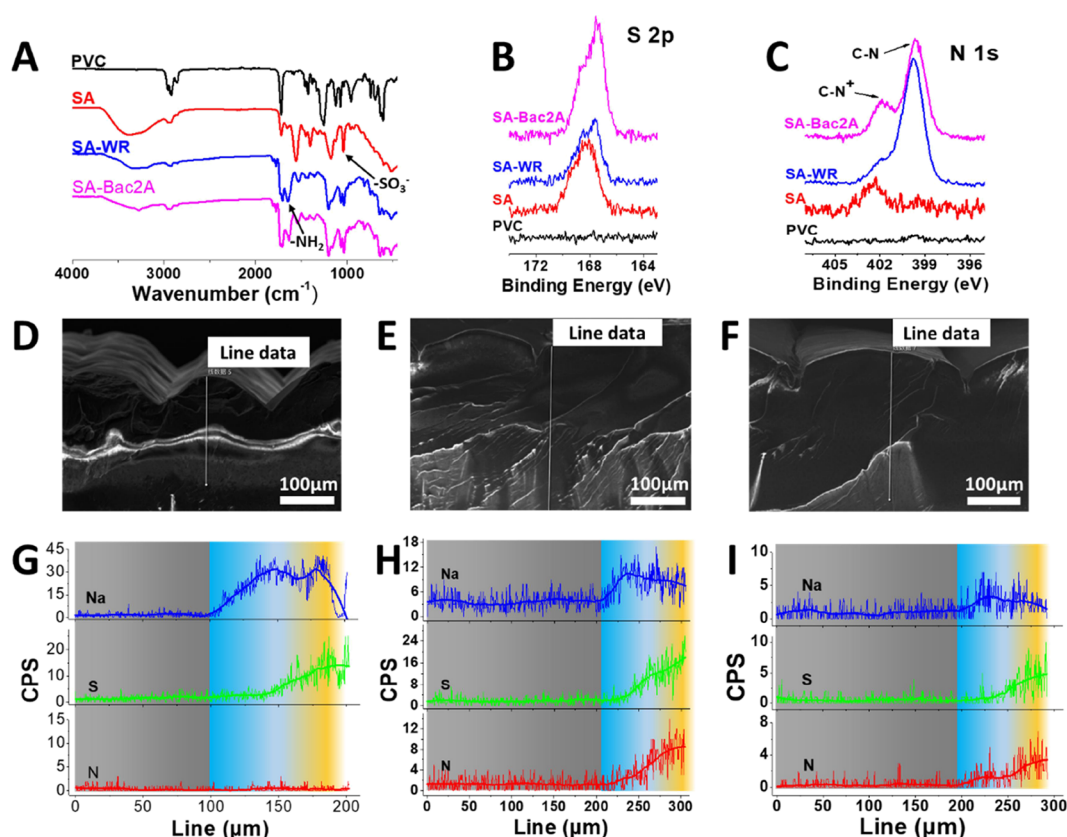 A
PVC
SA
SA-WR
SA-Bac2A
-SO₃⁻
-NH₂
4000 3000 2000 1000
Wavenumber (cm⁻¹)
B
S 2p
SA-Bac2A
SA-WR
SA
PVC
172 168 164
Binding Energy (eV)
C
N 1s
C-N
C-N⁺
SA-Bac2A
SA-WR
SA
PVC
405 402 399 396
Binding Energy (eV)
D
Line data
100μm
E
Line data
100μm
F
Line data
100μm
G
45
30
15
0
Na
20
10
0
S
15
10
5
0
N
CPS
0 50 100 150 200
Line (μm)
H
18
12
6
0
Na
24
16
8
0
S
14
12
10
8
6
4
2
0
N
CPS
0 50 100 150 200 250 300
Line (μm)
I
10
5
0
Na
10
5
0
S
8
4
0
N
CPS
0 50 100 150 200 250 300
Line (μm)